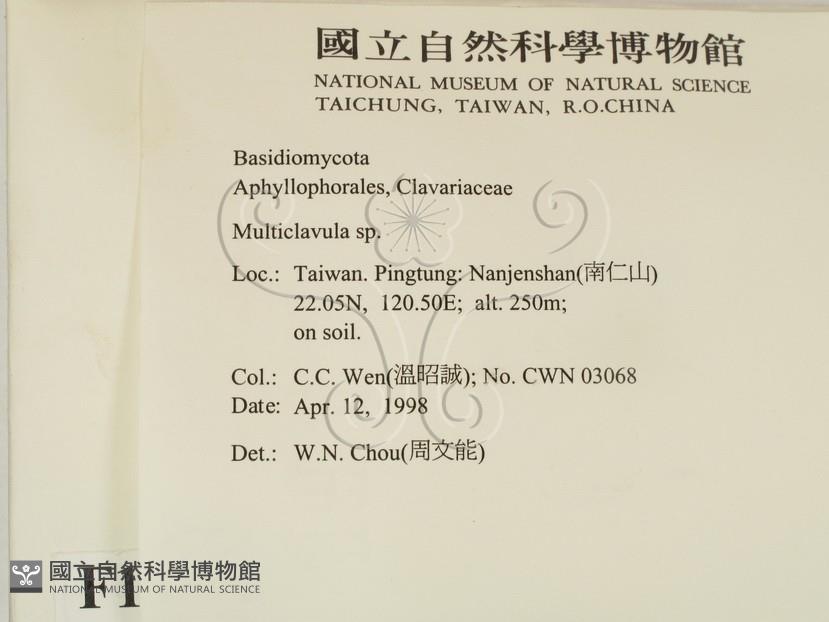 國立自然科學博物館
NATIONAL MUSEUM OF NATURAL SCIENCE
TAICHUNG, TAIWAN, R.O.CHINA
Basidiomycota
Aphyllophorales, Clavariaceae
Multiclavula sp.
Loc.: Taiwan. Pingtung: Nanjenshan(南仁山)
22.05N, 120.50E; alt. 250m;
on soil.
Col.: C.C. Wen(溫昭誠); No. CWN 03068
Date: Apr. 12, 1998
Det.: W.N. Chou(周文能)
國立自然科學博物館
NATIONAL MUSEUM OF NATURAL SCIENCE
F1